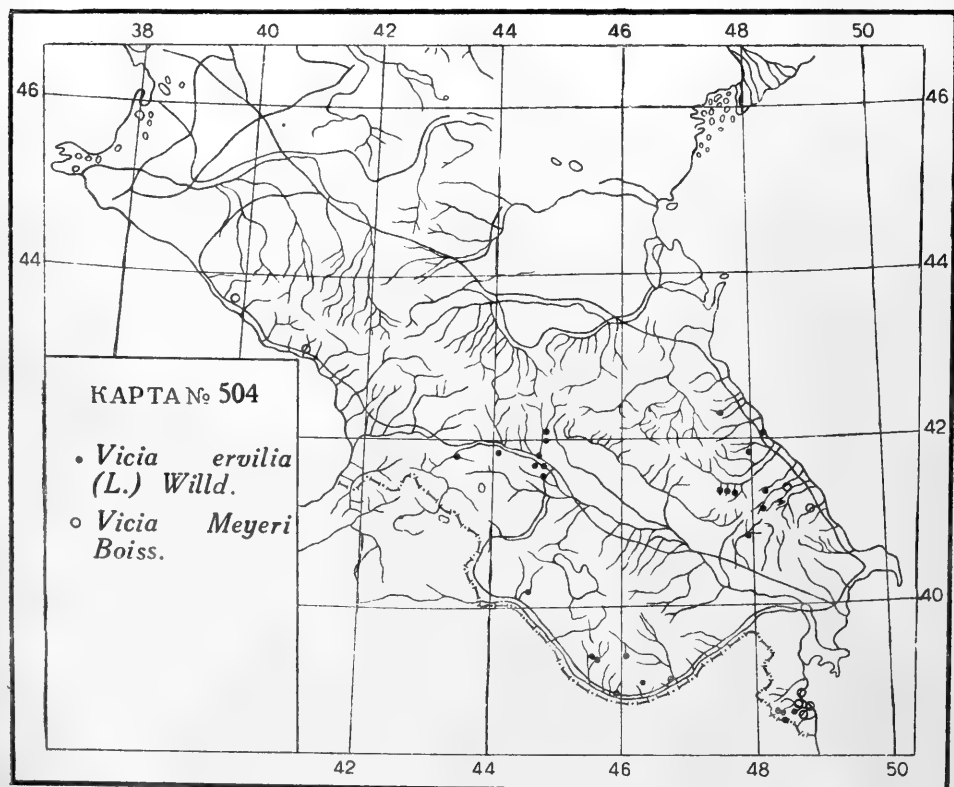 38 40 42 44 46 48 50
46 46
44 44
КАРТА № 504
42
• Vicia ervilia
(L.) Willd.
○ Vicia Meyeri
Boiss.
40
42 44 46 48 50